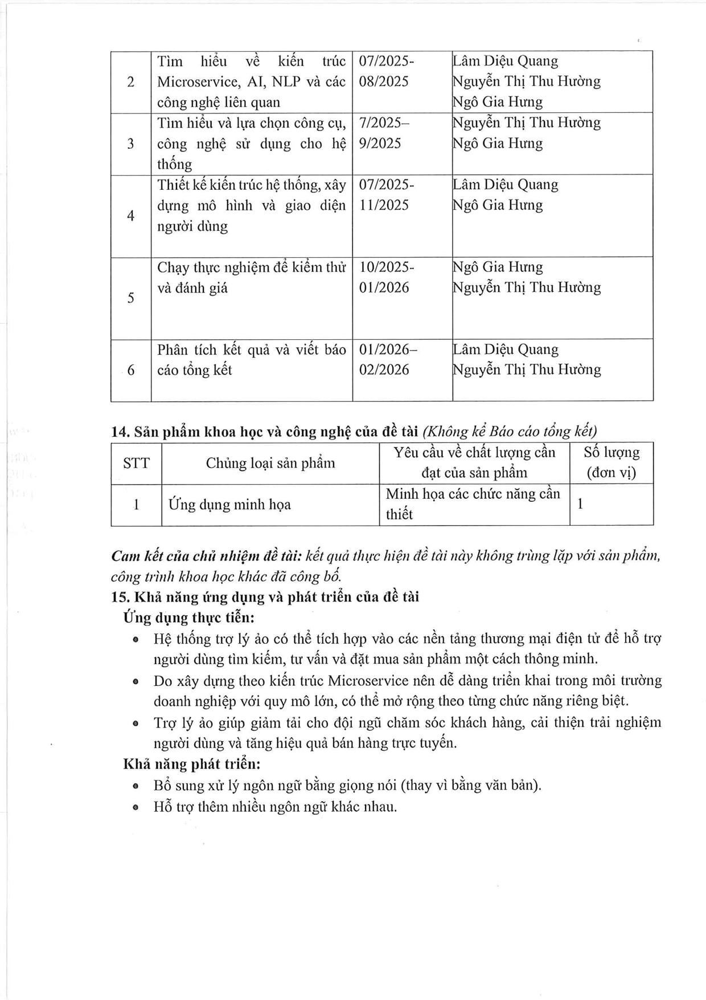 2
Tìm hiểu về kiến trúc
Microservice, AI, NLP và các
công nghệ liên quan
07/2025-
08/2025
Lâm Diệu Quang
Nguyễn Thị Thu Hường
Ngô Gia Hưng
3
Tìm hiểu và lựa chọn công cụ,
công nghệ sử dụng cho hệ
thống
7/2025–
9/2025
Nguyễn Thị Thu Hường
Ngô Gia Hưng
4
Thiết kế kiến trúc hệ thống, xây
dựng mô hình và giao diện
người dùng
07/2025-
11/2025
Lâm Diệu Quang
Ngô Gia Hưng
5
Chạy thực nghiệm để kiểm thử
và đánh giá
10/2025-
01/2026
Ngô Gia Hưng
Nguyễn Thị Thu Hường
6
Phân tích kết quả và viết báo
cáo tổng kết
01/2026–
02/2026
Lâm Diệu Quang
Nguyễn Thị Thu Hường
14. Sản phẩm khoa học và công nghệ của đề tài (Không kể Báo cáo tổng kết)
STT
Chủng loại sản phẩm
Yêu cầu về chất lượng cần
đạt của sản phẩm
Số lượng
(đơn vị)
1
Ứng dụng minh họa
Minh họa các chức năng cần
thiết
1
Cam kết của chủ nhiệm đề tài: kết quả thực hiện đề tài này không trùng lặp với sản phẩm,
công trình khoa học khác đã công bố.
15. Khả năng ứng dụng và phát triển của đề tài
Ứng dụng thực tiễn:
• Hệ thống trợ lý ảo có thể tích hợp vào các nền tảng thương mại điện tử để hỗ trợ
người dùng tìm kiếm, tư vấn và đặt mua sản phẩm một cách thông minh.
• Do xây dựng theo kiến trúc Microservice nên dễ dàng triển khai trong môi trường
doanh nghiệp với quy mô lớn, có thể mở rộng theo từng chức năng riêng biệt.
• Trợ lý ảo giúp giảm tải cho đội ngũ chăm sóc khách hàng, cải thiện trải nghiệm
người dùng và tăng hiệu quả bán hàng trực tuyến.
Khả năng phát triển:
• Bổ sung xử lý ngôn ngữ bằng giọng nói (thay vì bằng văn bản).
• Hỗ trợ thêm nhiều ngôn ngữ khác nhau.